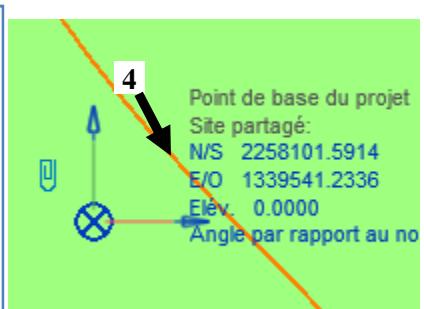 4
Point de base du projet
Site partagé:
N/S 2258101.5914
E/O 1339541.2336
Elév. 0.0000
Angle par rapport au no